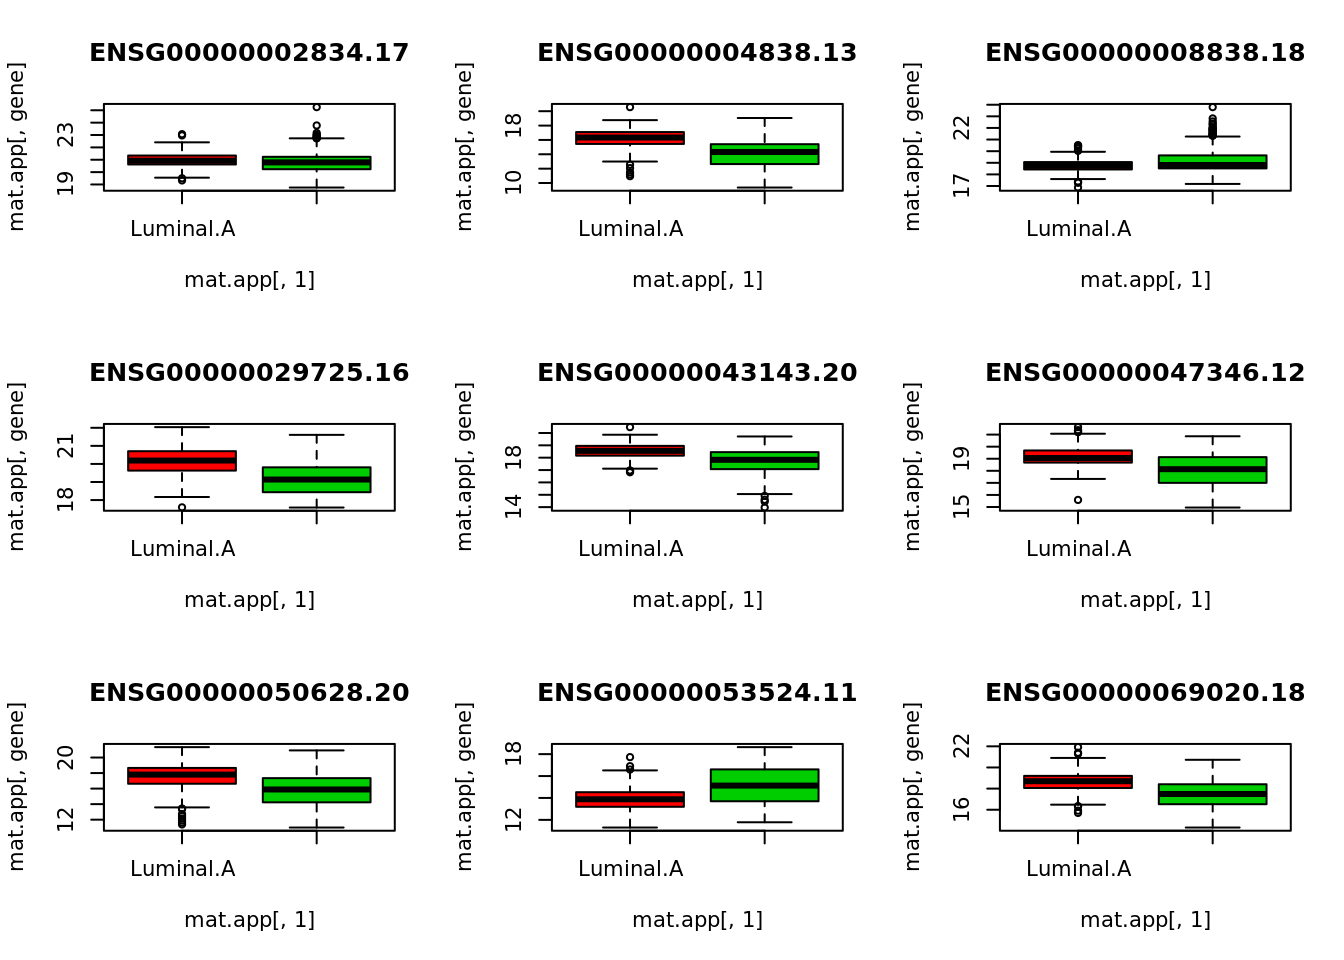 ENSG00000002834.17
mat.app[, gene]
23
19
Luminal.A
mat.app[, 1]
ENSG00000004838.13
mat.app[, gene]
18
10
Luminal.A
mat.app[, 1]
ENSG00000008838.18
mat.app[, gene]
22
17
Luminal.A
mat.app[, 1]
ENSG00000029725.16
mat.app[, gene]
21
18
Luminal.A
mat.app[, 1]
ENSG00000043143.20
mat.app[, gene]
18
14
Luminal.A
mat.app[, 1]
ENSG00000047346.12
mat.app[, gene]
19
15
Luminal.A
mat.app[, 1]
ENSG00000050628.20
mat.app[, gene]
20
12
Luminal.A
mat.app[, 1]
ENSG00000053524.11
mat.app[, gene]
18
12
Luminal.A
mat.app[, 1]
ENSG00000069020.18
mat.app[, gene]
22
16
Luminal.A
mat.app[, 1]